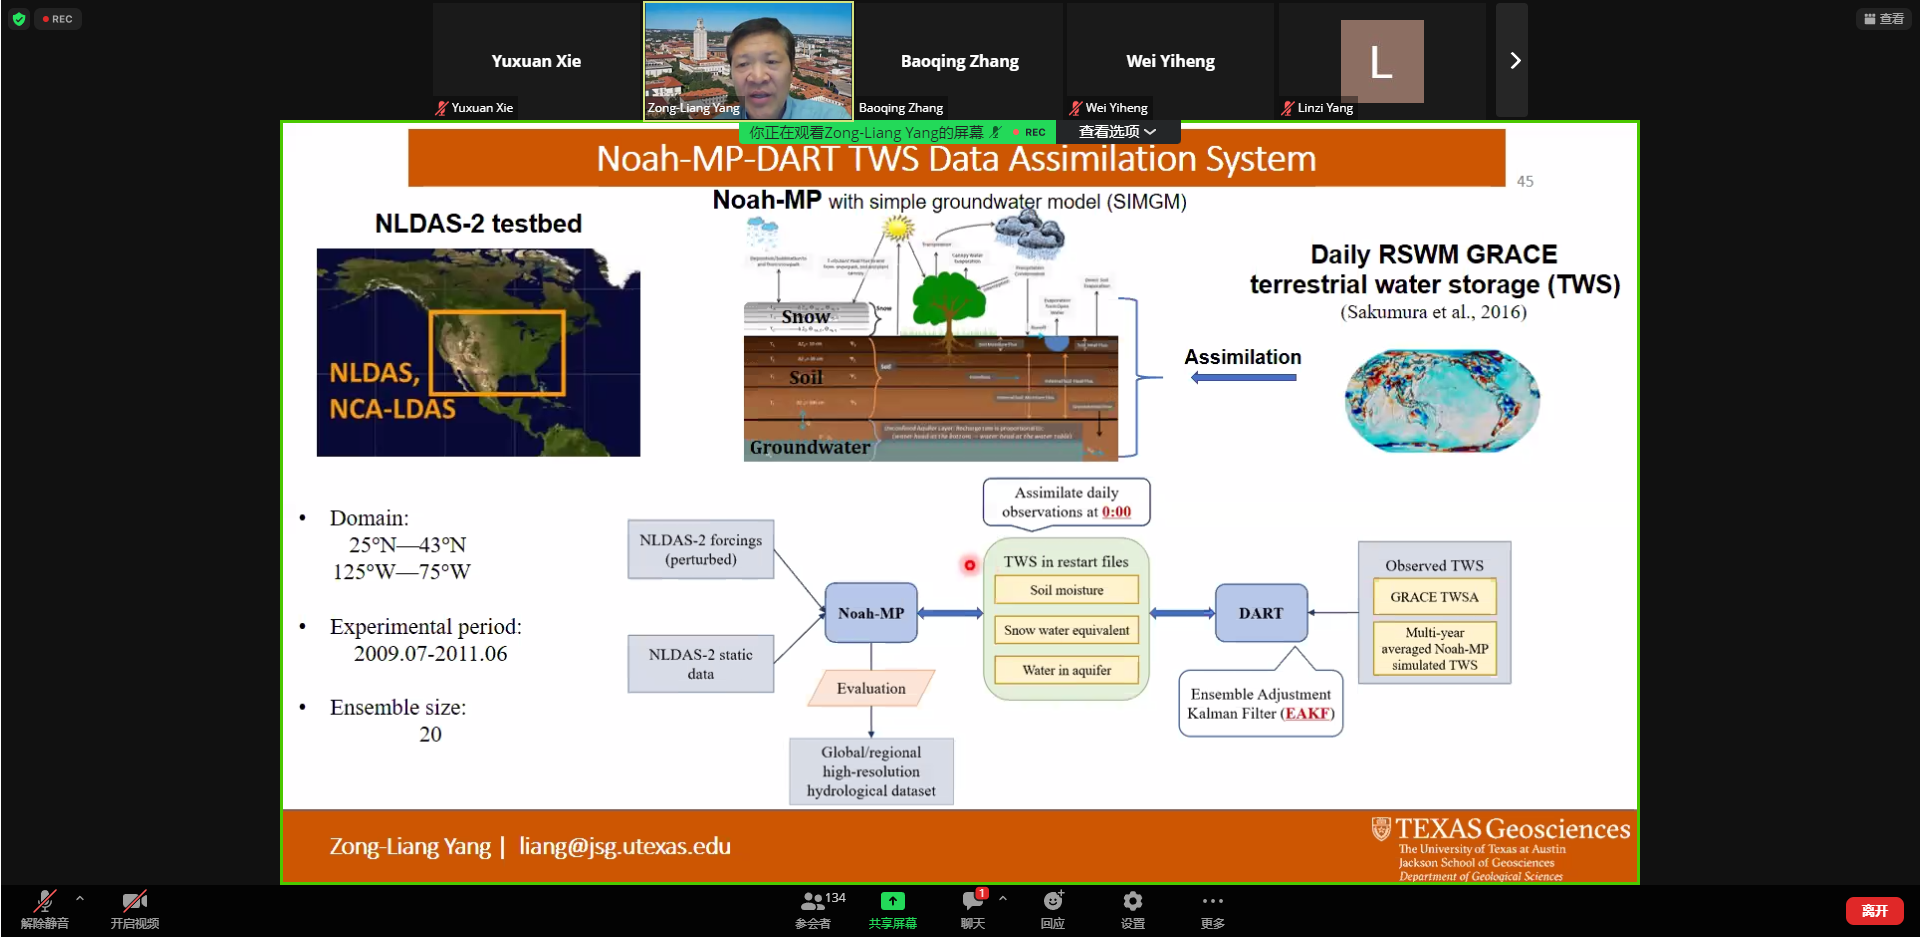 REC
查看
Yuxuan Xie
Yuxuan Xie
Zong-Liang Yang
Baoqing Zhang
Baoqing Zhang
Wei Yiheng
Wei Yiheng
L
Linzi Yang
你正在观看Zong-Liang Yang的屏幕
REC
查看选项
Noah-MP-DART TWS Data Assimilation System
45
Noah-MP with simple groundwater model (SIMGM)
NLDAS-2 testbed
NLDAS,
NCA-LDAS
Snow
Snow
Soil
Soil
Groundwater
Daily RSWM GRACE
terrestrial water storage (TWS)
(Sakumura et al., 2016)
Assimilation
• Domain:
25°N—43°N
125°W—75°W
• Experimental period:
2009.07-2011.06
• Ensemble size:
20
NLDAS-2 forcings
(perturbed)
NLDAS-2 static
data
Noah-MP
Evaluation
Global/regional
high-resolution
hydrological dataset
Assimilate daily
observations at 0:00
TWS in restart files
Soil moisture
Snow water equivalent
Water in aquifer
DART
Ensemble Adjustment
Kalman Filter (EAKF)
Observed TWS
GRACE TWSA
Multi-year
averaged Noah-MP
simulated TWS
Zong-Liang Yang | liang@jsg.utexas.edu
TEXAS Geosciences
The University of Texas at Austin
Jackson School of Geosciences
Department of Geological Sciences
解除静音
开启视频
134
参会者
共享屏幕
1
聊天
回应
设置
更多
离开